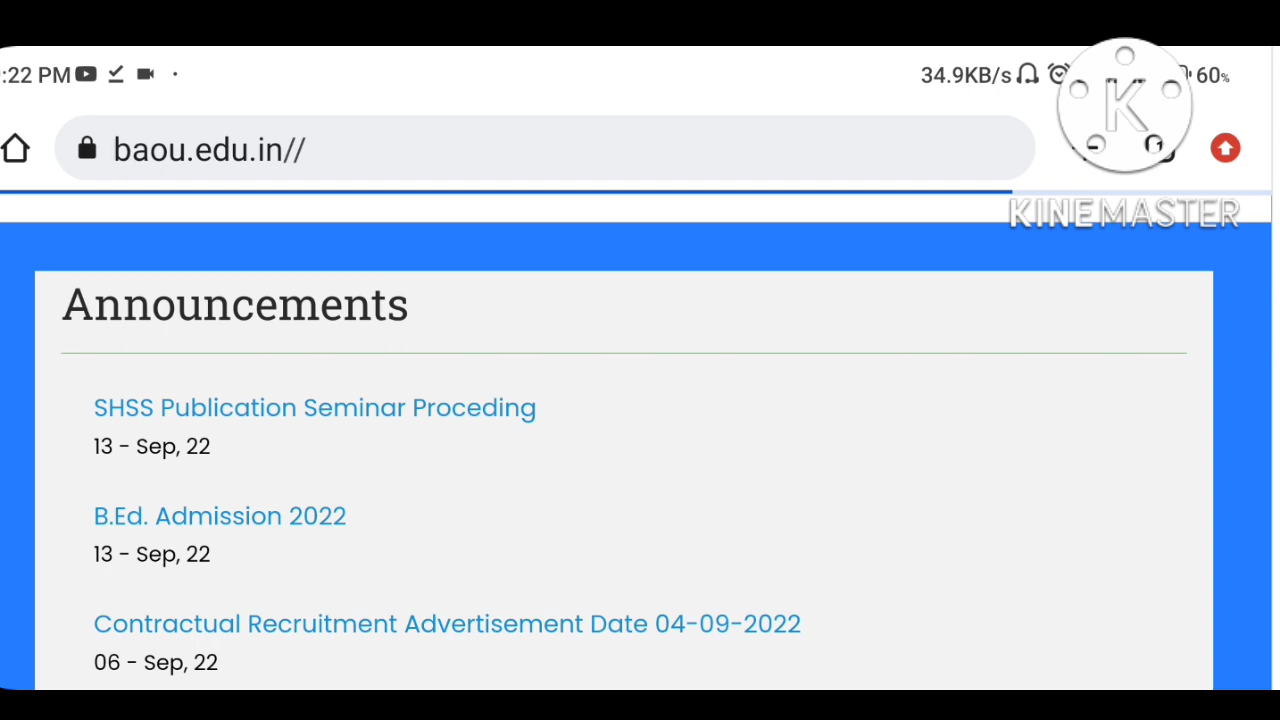 :22 PM
34.9KB/s
60%
K
baou.edu.in//
KINEMASTER
Announcements
SHSS Publication Seminar Proceding
13 - Sep, 22
B.Ed. Admission 2022
13 - Sep, 22
Contractual Recruitment Advertisement Date 04-09-2022
06 - Sep, 22